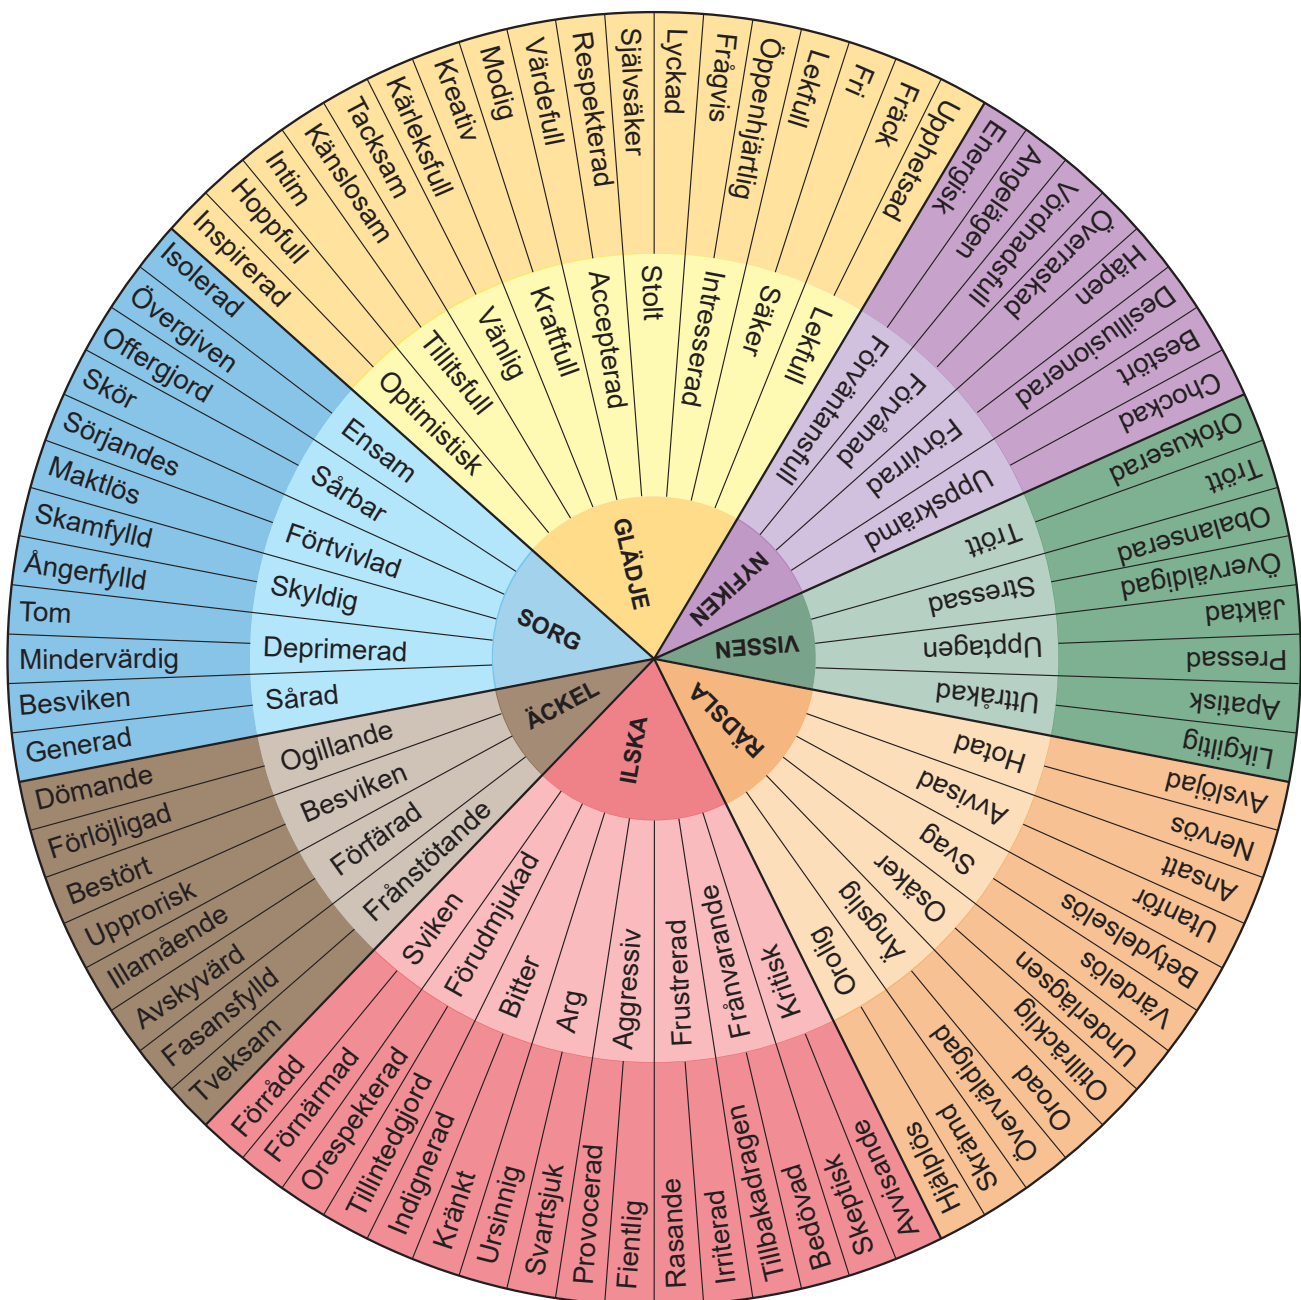 GLÄDJE
NYFIKEN
VISSEN
RÄDSLA
ILSKA
ÄCKEL
SORG
Optimistisk
Tillitsfull
Vänlig
Kraftfull
Accepterad
Stolt
Intresserad
Säker
Lekfull
Förväntansfull
Förvånad
Förvirrad
Uppskrämd
Trött
Stressad
Upptagen
Uttråkad
Hotad
Avvisad
Svag
Osäker
Ängslig
Orolig
Kritisk
Frånvarande
Frustrerad
Aggressiv
Arg
Bitter
Förudmjukad
Sviken
Frånstötande
Förfärad
Besviken
Ogillande
Sårad
Deprimerad
Skyldig
Förtvivlad
Sårbar
Ensam
Inspirerad
Hoppfull
Intim
Känslosam
Tacksam
Kärleksfull
Kreativ
Modig
Värdefull
Respekterad
Självsäker
Lyckad
Frågvis
Öppenhjärtlig
Lekfull
Fri
Fräck
Upphetsad
Energisk
Angelägen
Vördnadsfull
Överraskad
Häpen
Desillusionerad
Bestört
Chockad
Ofokuserad
Trött
Obalanserad
Överväldigad
Jäktad
Pressad
Apatisk
Likgiltig
Avslöjad
Nervös
Ansatt
Utanför
Betydelselös
Värdelös
Underlägsen
Otillräcklig
Oroad
Överväldigad
Skrämd
Hjälplös
Avvisande
Skeptisk
Bedövad
Tillbakadragen
Irriterad
Rasande
Fientlig
Provocerad
Svartsjuk
Ursinnig
Kränkt
Indignerad
Tillintedgjord
Orespekterad
Förnärmad
Förrådd
Tveksam
Fasansfylld
Avskyvärd
Illamående
Upprorisk
Bestört
Förlöjligad
Dömande
Generad
Besviken
Mindervärdig
Tom
Ångerfylld
Skamfylld
Maktlös
Sörjandes
Skör
Offergjord
Övergiven
Isolerad